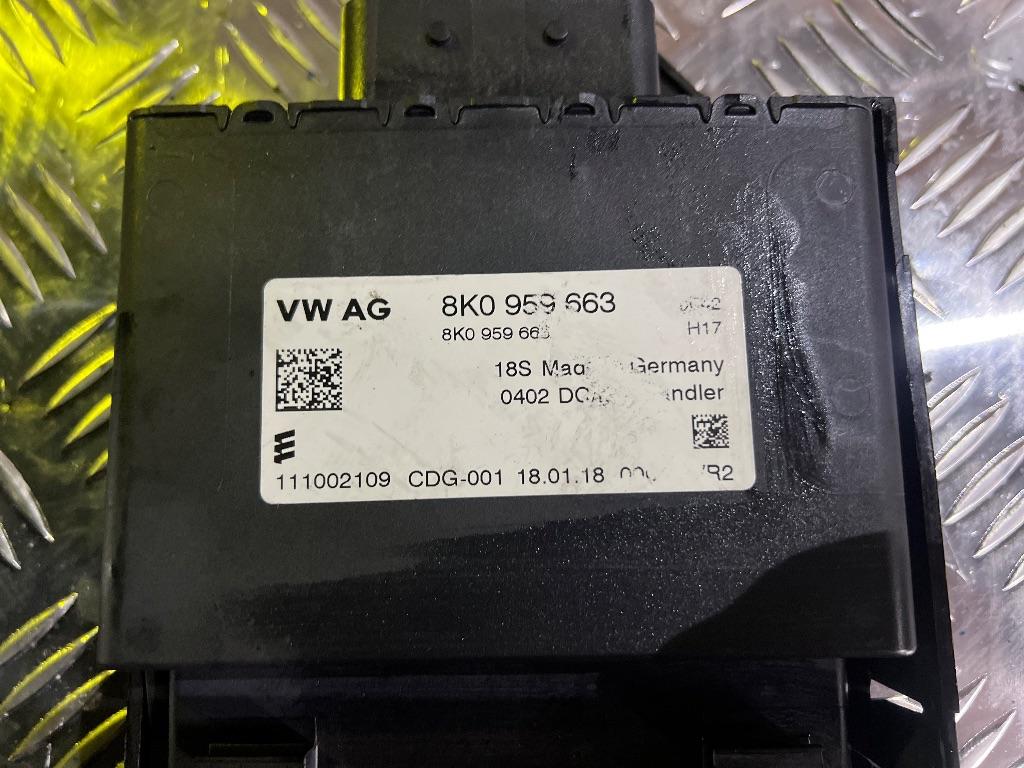 VW AG 8K0 959 663
8K0 959 663 H17
18S Germany
0402
111002109 CDG-001 18.01.18